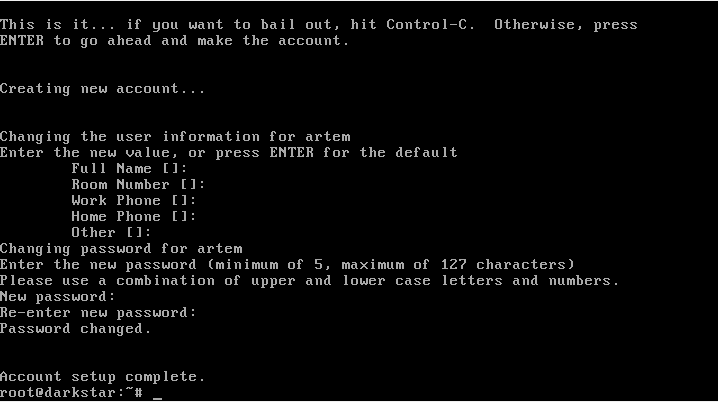 This is it... if you want to bail out, hit Control-C.  Otherwise, press
ENTER to go ahead and make the account.
Creating new account...
Changing the user information for artem
Enter the new value, or press ENTER for the default
Full Name []:
Room Number []:
Work Phone []:
Home Phone []:
Other []:
Changing password for artem
Enter the new password (minimum of 5, maximum of 127 characters)
Please use a combination of upper and lower case letters and numbers.
New password:
Re-enter new password:
Password changed.
Account setup complete.
root@darkstar:~# _